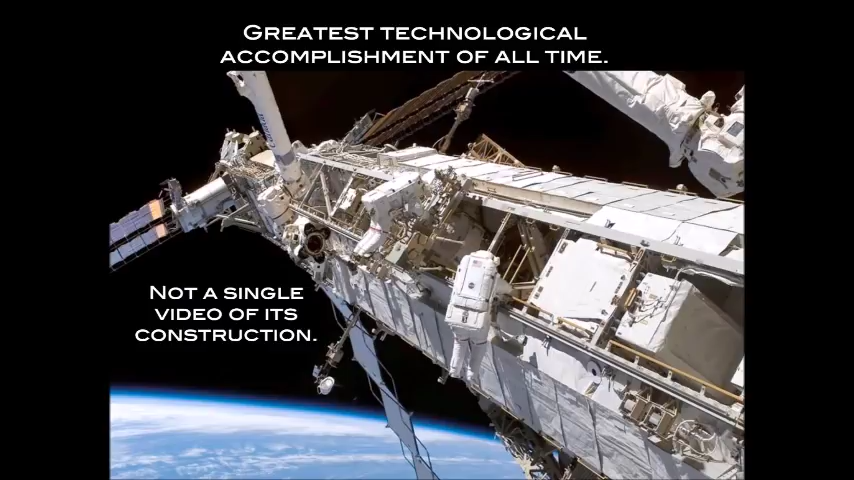 Greatest technological
accomplishment of all time.
Not a single
video of its
construction.